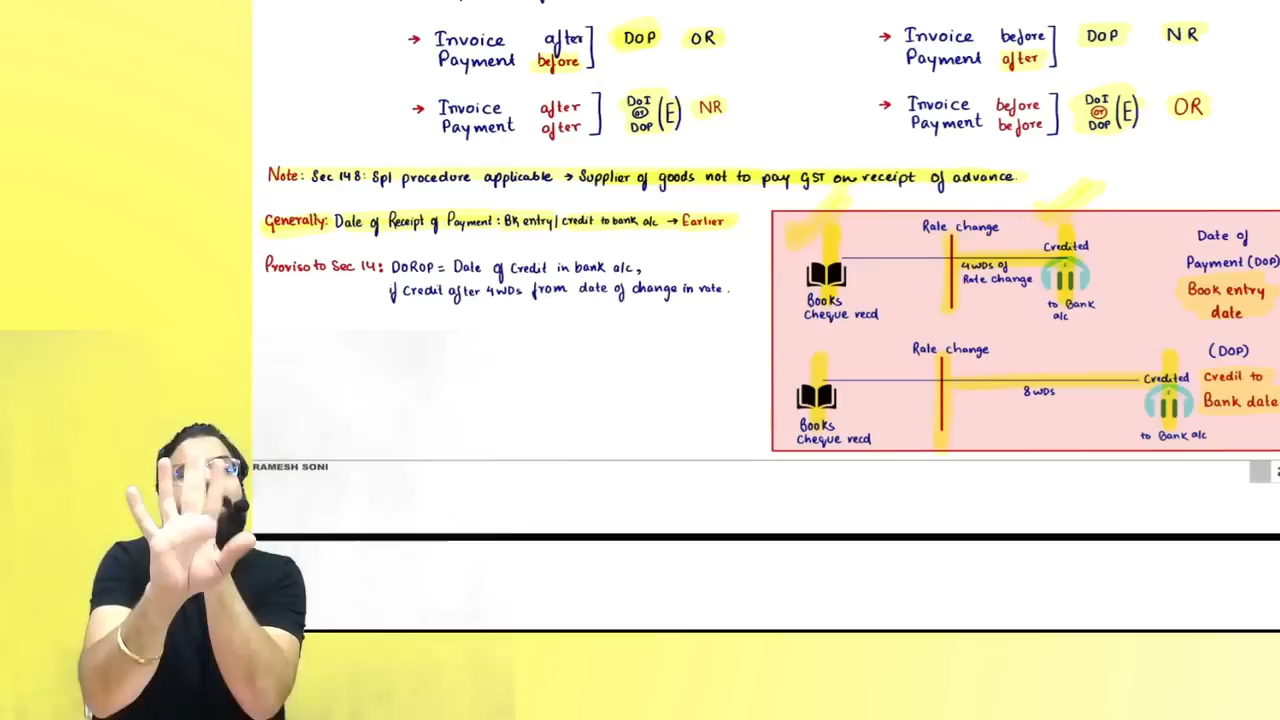 → Invoice after] DOP OR
Payment before
→ Invoice after] DOI or DOP (E) NR
Payment after
→ Invoice before] DOP NR
Payment after
→ Invoice before] DOI or DOP (E) OR
Payment before
Note: Sec 148: Spl procedure applicable → Supplier of goods not to pay GST on receipt of advance.
Generally: Date of Receipt of Payment: Bk entry/credit to bank a/c → Earlier
Proviso to Sec 14: DOROP = Date of Credit in bank a/c,
if Credit after 4WDs from date of change in rate.
Rate change
Credited
4 WDs of
Rate change
Books
Cheque recd
to Bank
a/c
Date of
Payment (DOP)
Book entry
date
Rate change
Credited
8 WDs
Books
Cheque recd
to Bank a/c
(DOP)
credit to
Bank date
RAMESH SONI